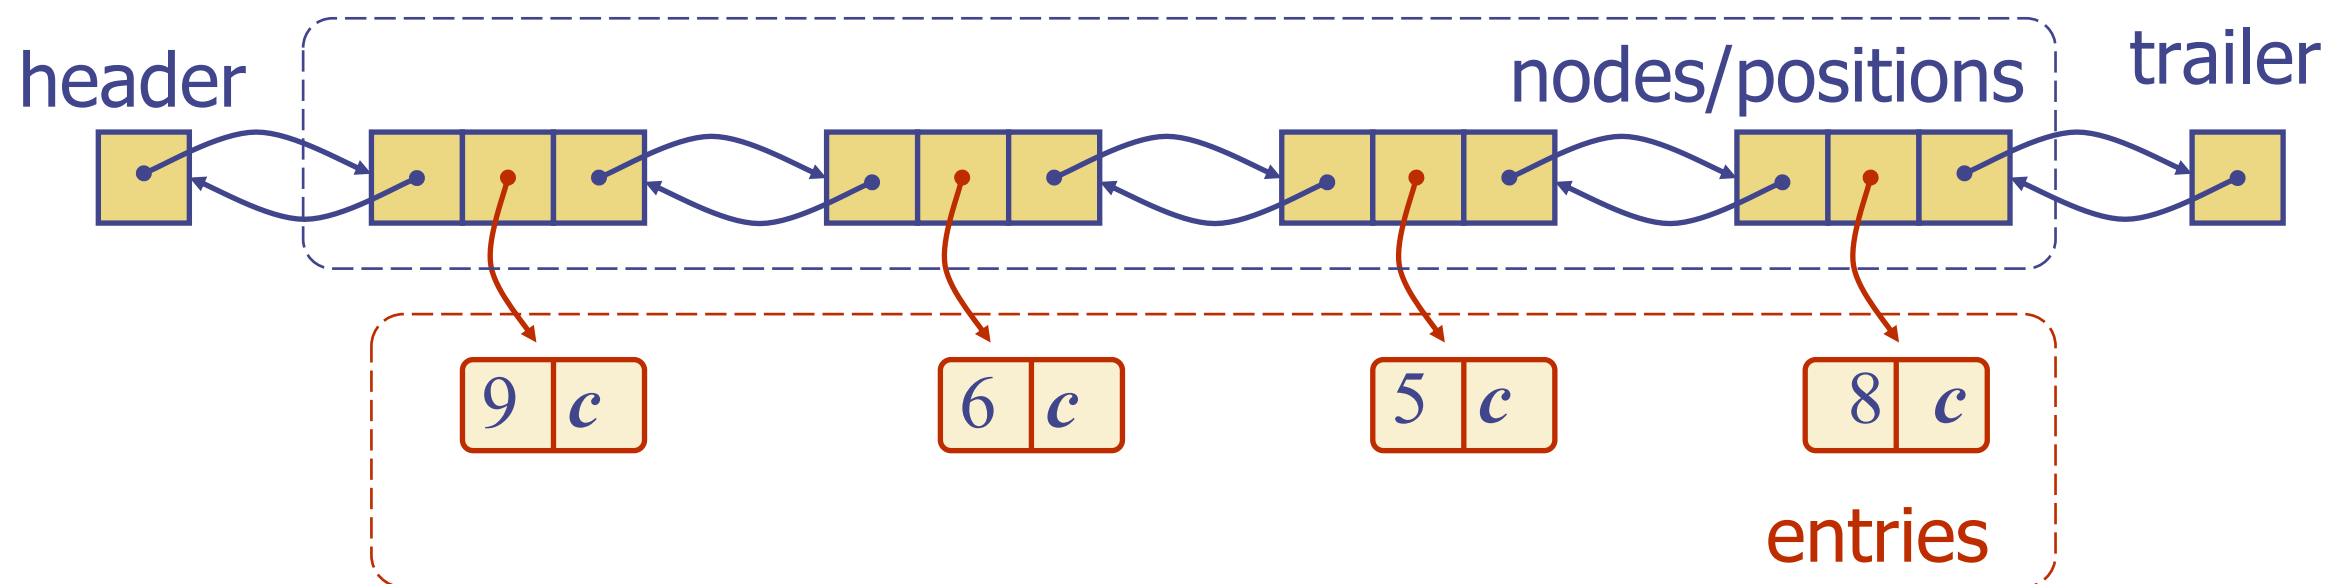 header
nodes/positions
trailer
9 c
6 c
5 c
8 c
entries